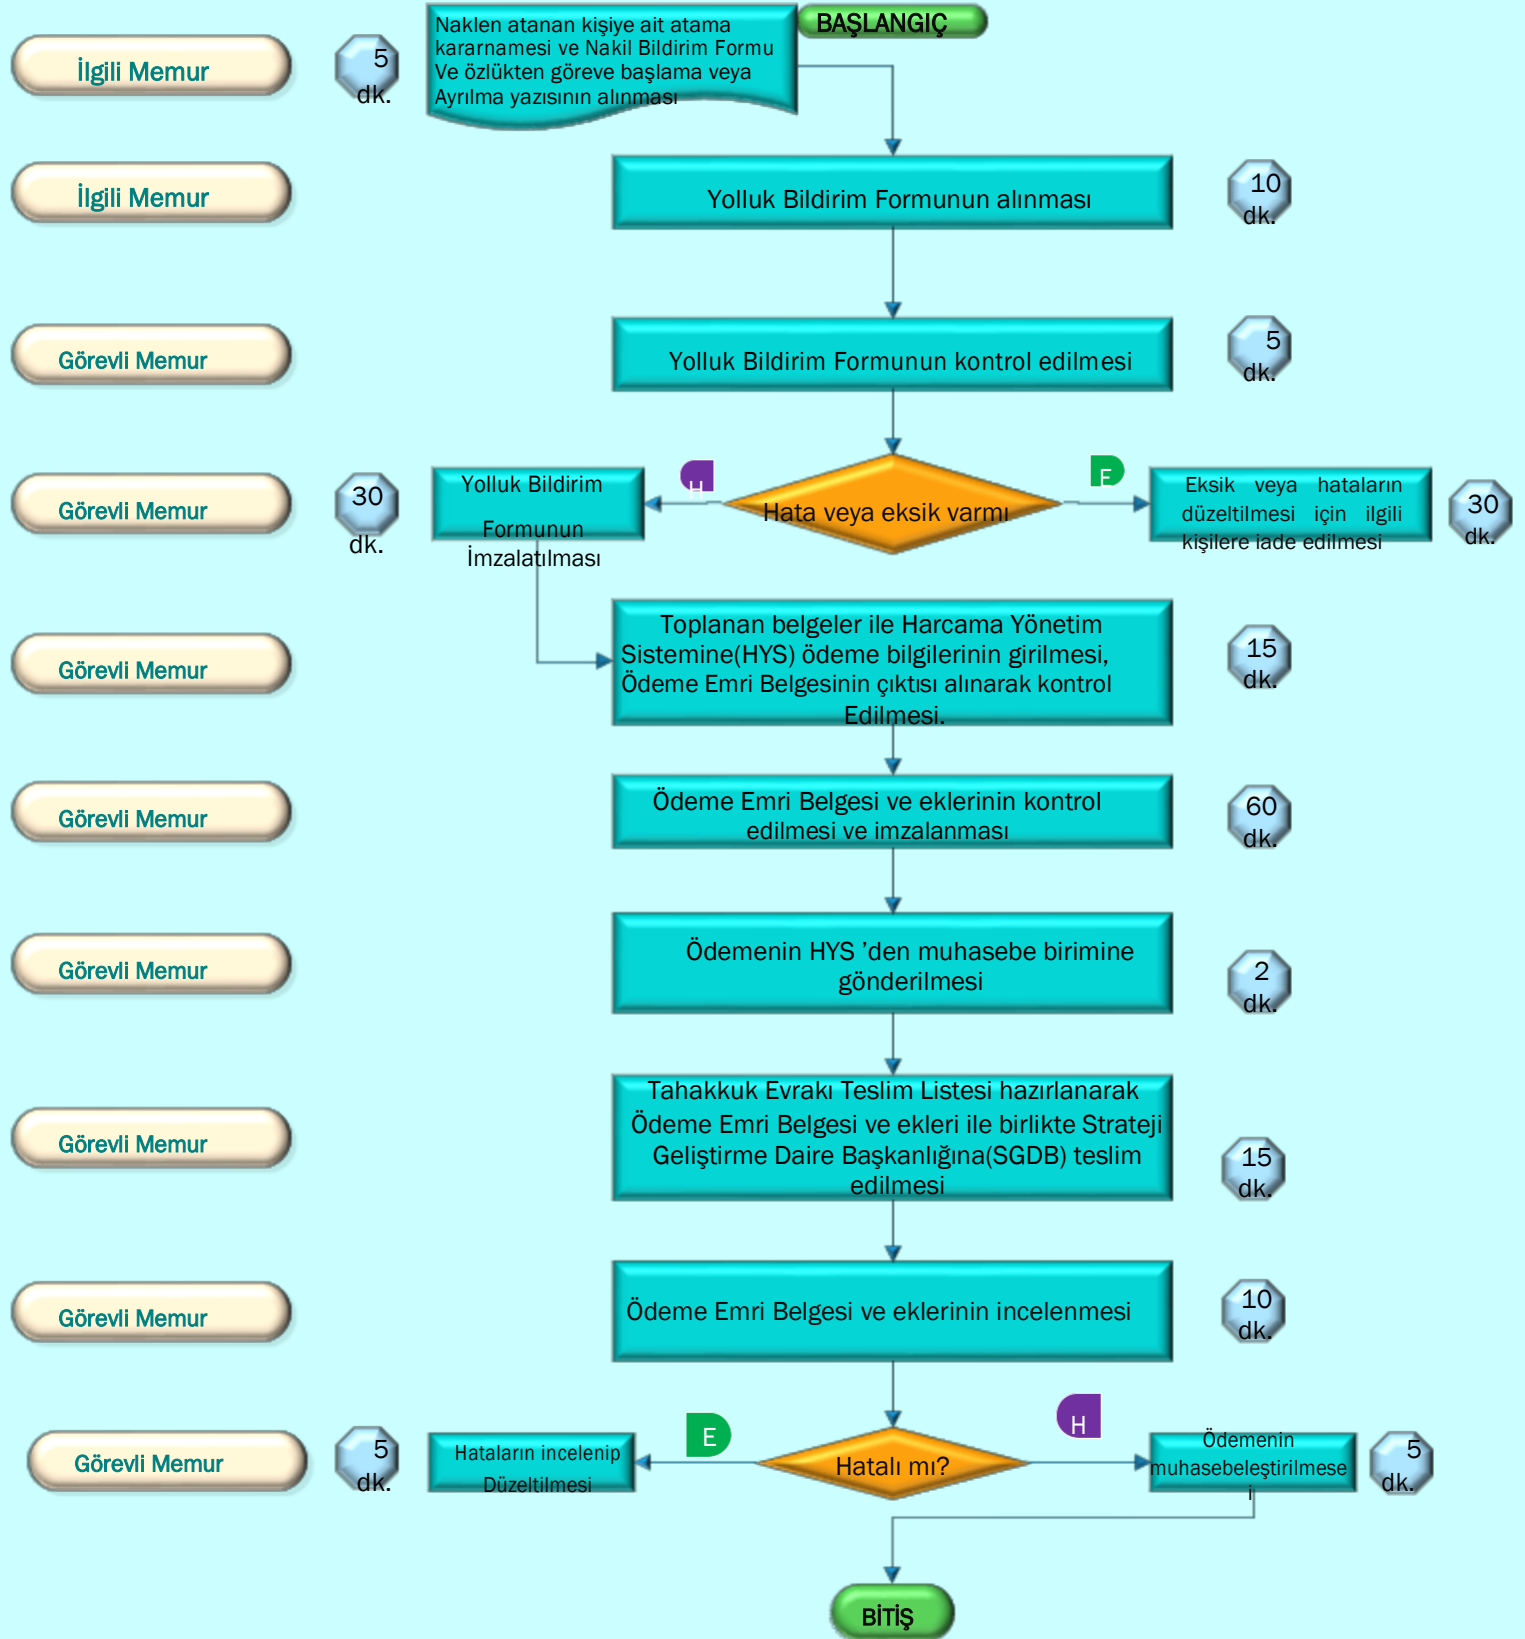 BAŞLANGIÇ
İlgili Memur
5
dk.
Naklen atanan kişiye ait atama
kararnamesi ve Nakil Bildirim Formu
Ve özlükten göreve başlama veya
Ayrılma yazısının alınması
İlgili Memur
Yolluk Bildirim Formunun alınması
10
dk.
Görevli Memur
Yolluk Bildirim Formunun kontrol edilmesi
5
dk.
Görevli Memur
30
dk.
Yolluk Bildirim
Formunun
İmzalatılması
H
Hata veya eksik varmı
E
Eksik veya hataların
düzeltilmesi için ilgili
kişilere iade edilmesi
30
dk.
Görevli Memur
Toplanan belgeler ile Harcama Yönetim
Sistemine(HYS) ödeme bilgilerinin girilmesi,
Ödeme Emri Belgesinin çıktısı alınarak kontrol
Edilmesi.
15
dk.
Görevli Memur
Ödeme Emri Belgesi ve eklerinin kontrol
edilmesi ve imzalanması
60
dk.
Görevli Memur
Ödemenin HYS ’den muhasebe birimine
gönderilmesi
2
dk.
Görevli Memur
Tahakkuk Evrakı Teslim Listesi hazırlanarak
Ödeme Emri Belgesi ve ekleri ile birlikte Strateji
Geliştirme Daire Başkanlığına(SGDB) teslim
edilmesi
15
dk.
Görevli Memur
Ödeme Emri Belgesi ve eklerinin incelenmesi
10
dk.
Görevli Memur
5
dk.
Hataların incelenip
Düzeltilmesi
E
Hatalı mı?
H
Ödemenin
muhasebeleştirilmese
i
5
dk.
BİTİŞ